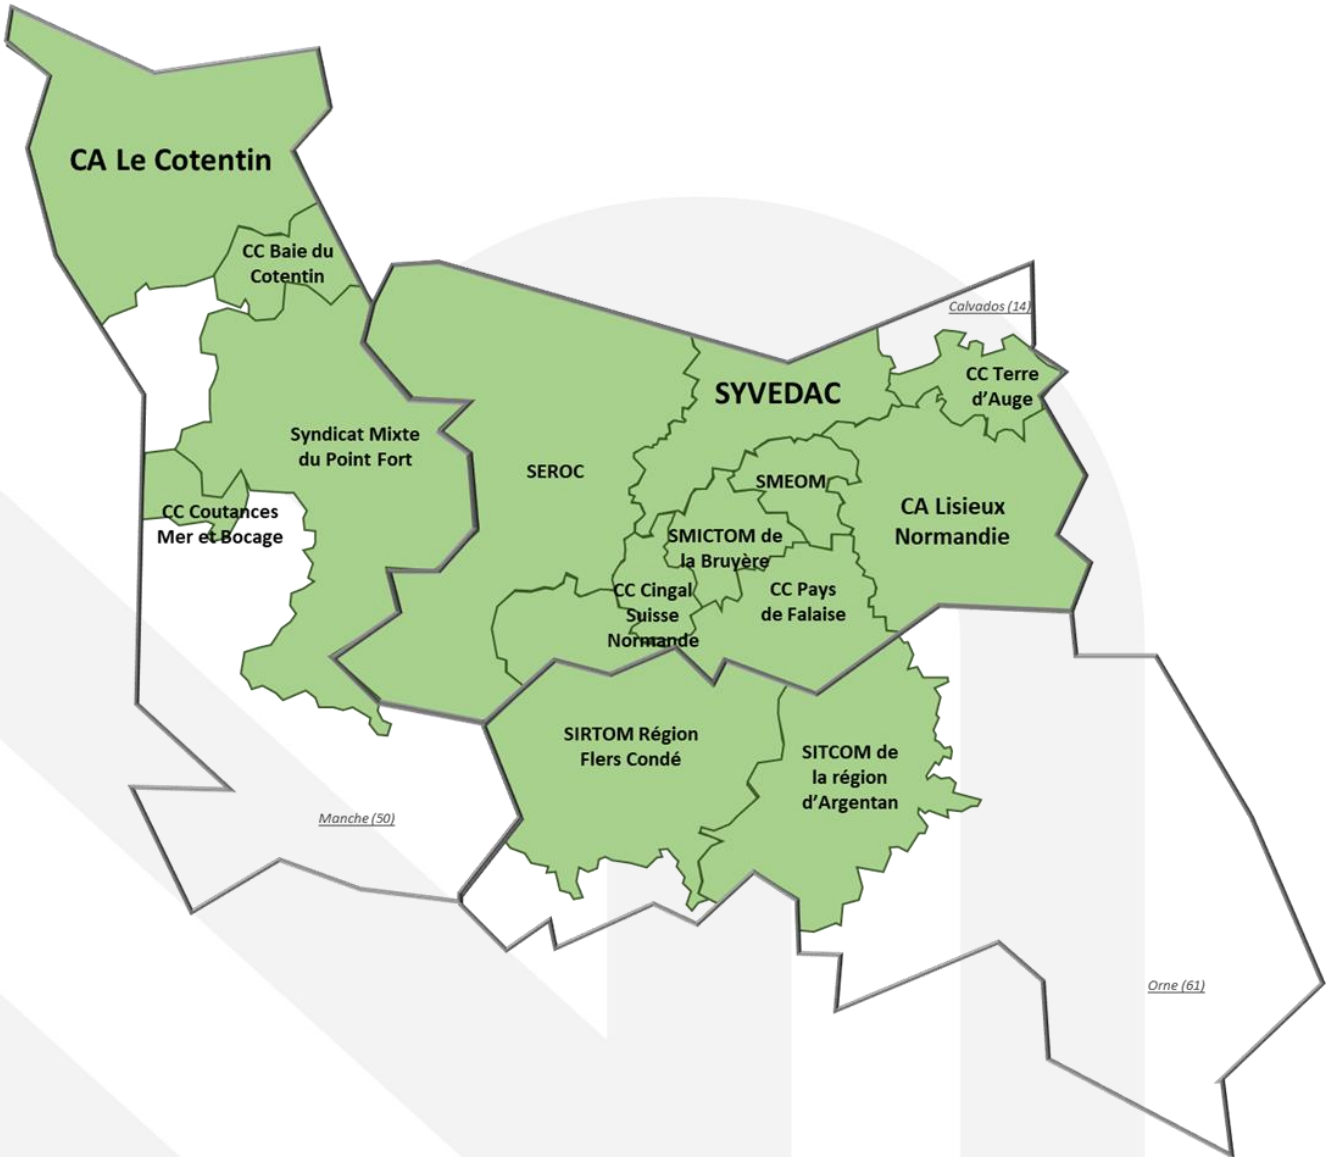 CA Le Cotentin
CC Baie du
Cotentin
Calvados (14)
CC Terre
d’Auge
SYVEDAC
Syndicat Mixte
du Point Fort
SEROC
SMEOM
CA Lisieux
Normandie
CC Coutances
Mer et Bocage
SMICTOM de
la Bruyère
CC Cingal
Suisse
Normande
CC Pays
de Falaise
SIRTOM Région
Flers Condé
SITCOM de
la région
d’Argentan
Manche (50)
Orne (61)